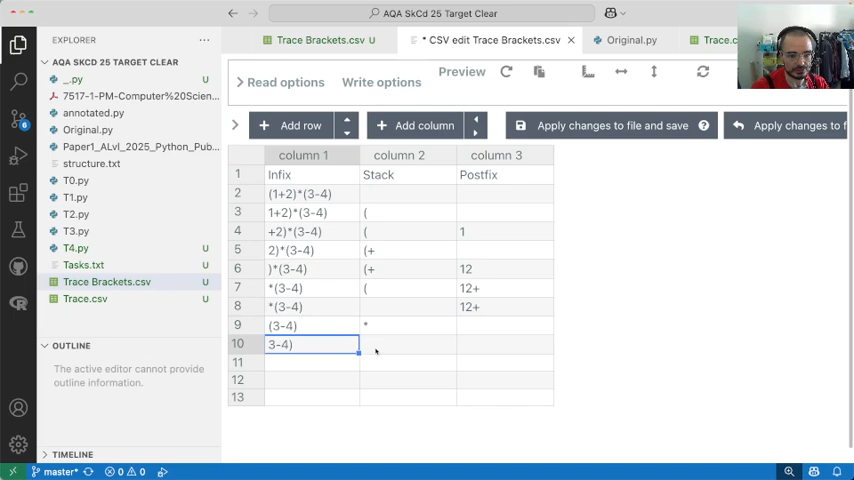 AQA SkCd 25 Target Clear
EXPLORER
Trace Brackets.csv U
* CSV edit Trace Brackets.csv
Original.py
Trace.c
AQA SKCD 25 TARGET CLEAR
_.py U
7517-1-PM-Computer%20Scien...
annotated.py
Original.py
Paper1_ALvl_2025_Python_Pub...
structure.txt
T0.py
T1.py
T2.py
T3.py
T4.py U
Tasks.txt U
Trace Brackets.csv U
Trace.csv U
OUTLINE
The active editor cannot provide
outline information.
TIMELINE
6
Read options
Write options
Preview
Add row
Add column
Apply changes to file and save
Apply changes to f
column 1 column 2 column 3
1 Infix Stack Postfix
2 (1+2)*(3-4)
3 1+2)*(3-4) (
4 +2)*(3-4) ( 1
5 2)*(3-4) (+
6 )*(3-4) (+ 12
7 *(3-4) ( 12+
8 *(3-4) 12+
9 (3-4) *
10 3-4)
11
12
13
master* 0 0